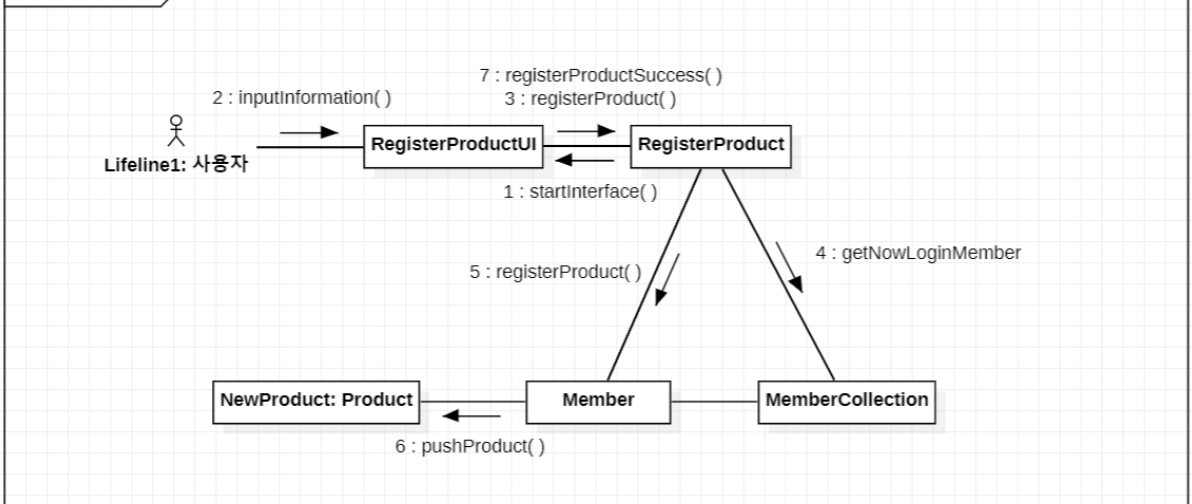 7 : registerProductSuccess( )
2 : inputInformation( )
3 : registerProduct( )
RegisterProductUI
RegisterProduct
Lifeline1: 사용자
1 : startInterface( )
4 : getNowLoginMember
5 : registerProduct( )
NewProduct: Product
Member
MemberCollection
6 : pushProduct( )